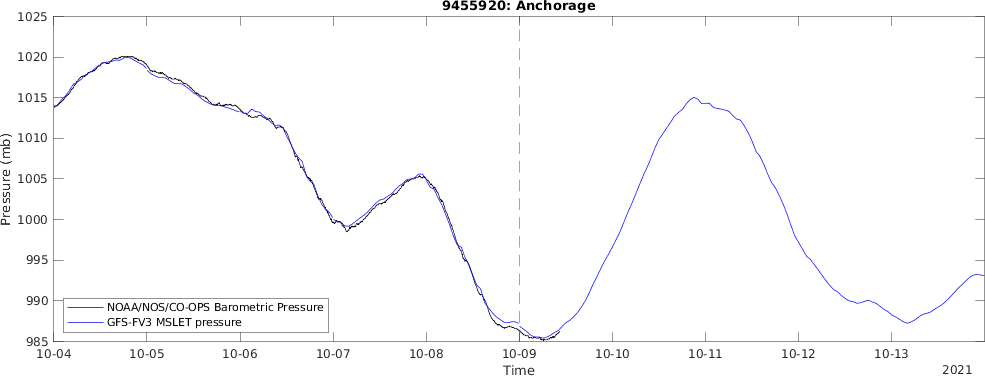 9455920: Anchorage
1025
1020
1015
1010
1005
1000
995
990
985
Pressure (mb)
NOAA/NOS/CO-OPS Barometric Pressure
GFS-FV3 MSLET pressure
10-04 10-05 10-06 10-07 10-08 10-09 10-10 10-11 10-12 10-13
Time
2021